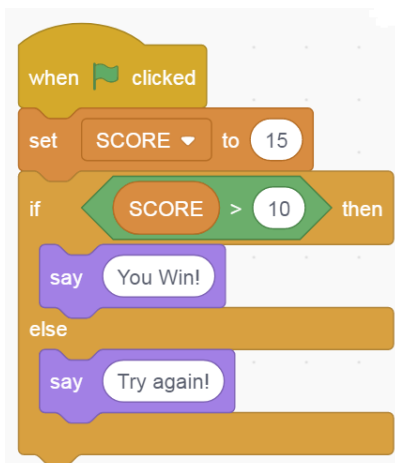 when clicked
set SCORE to 15
if SCORE > 10 then
say You Win!
else
say Try again!